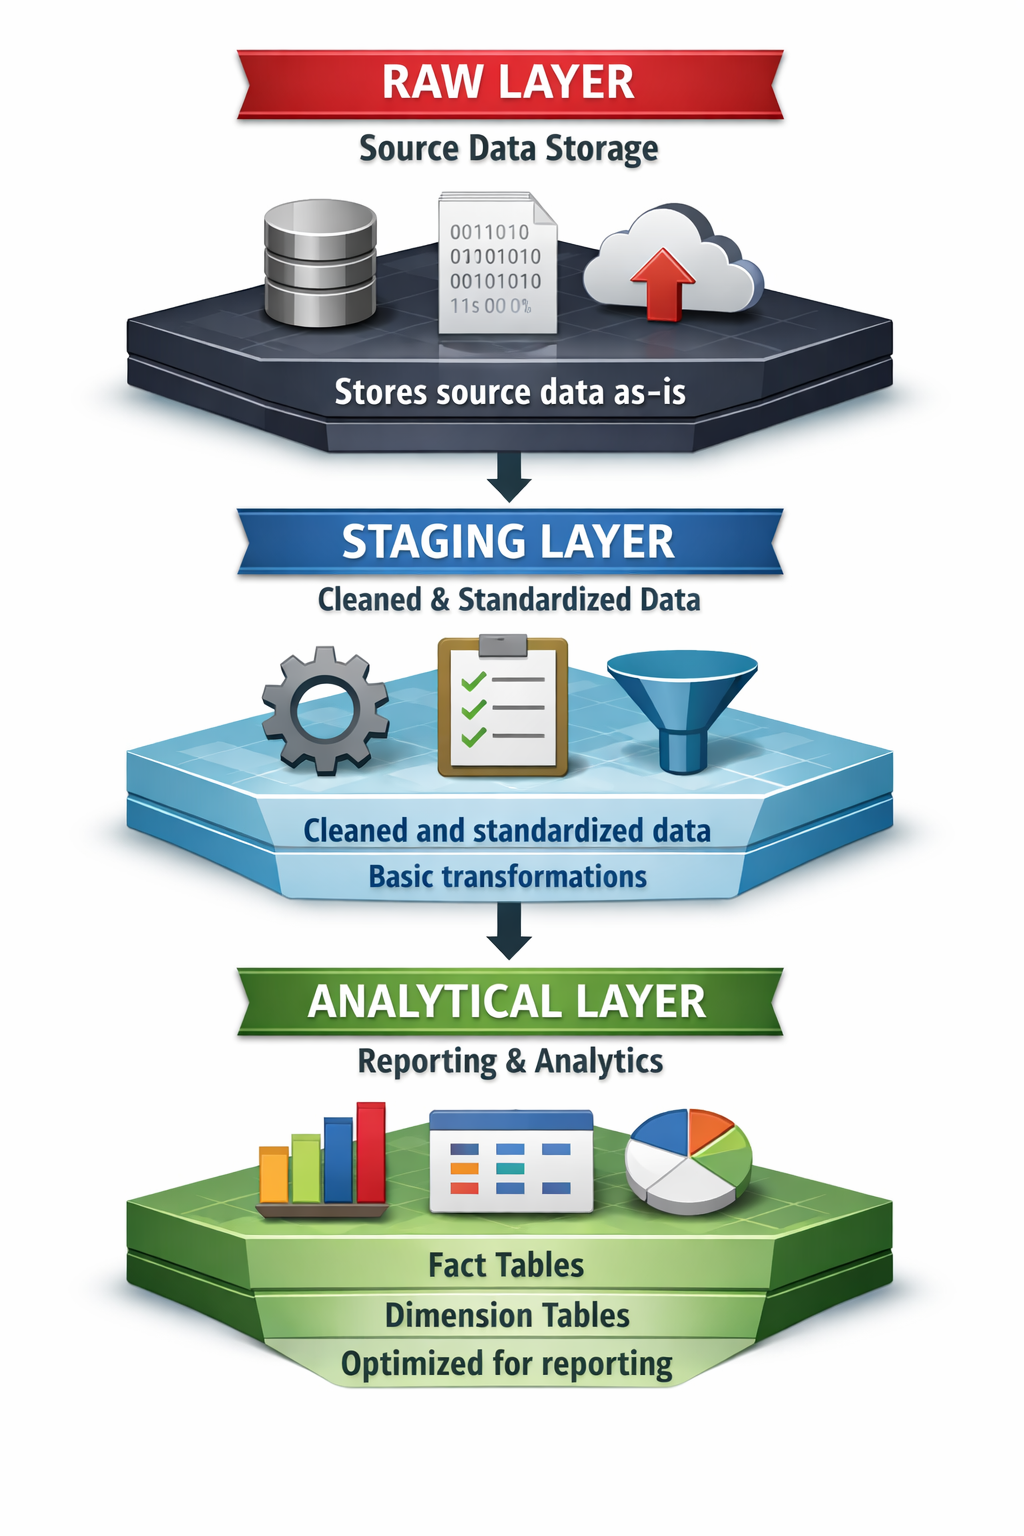 RAW LAYER
Source Data Storage
0011010
01101010
00101010
Stores source data as-is
STAGING LAYER
Cleaned & Standardized Data
Cleaned and standardized data
Basic transformations
ANALYTICAL LAYER
Reporting & Analytics
Fact Tables
Dimension Tables
Optimized for reporting